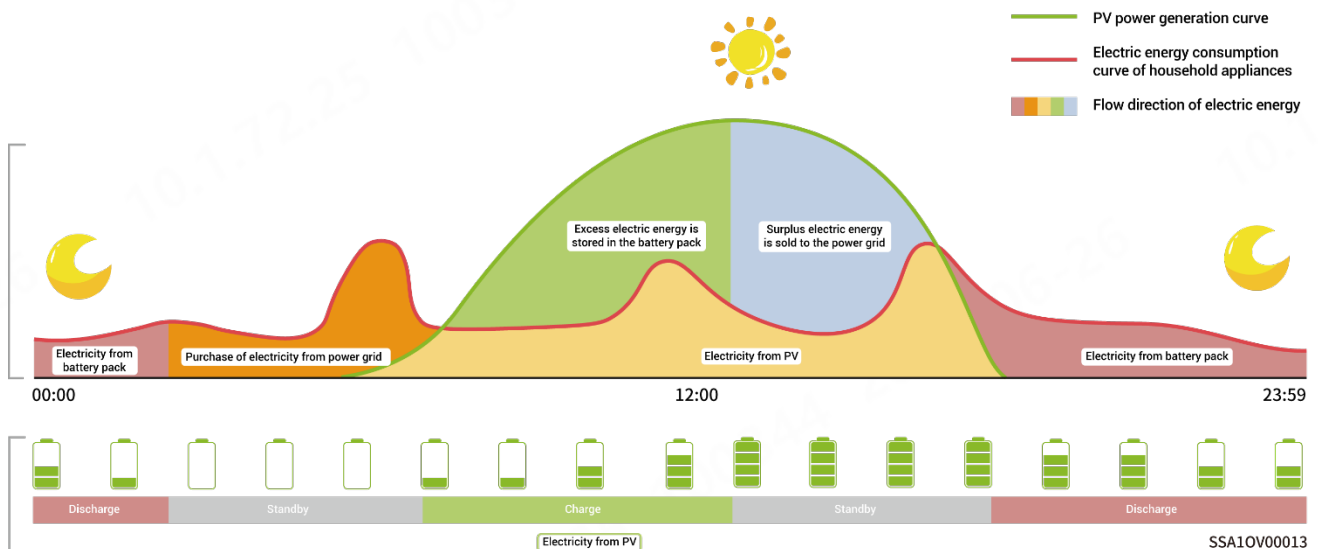 PV power generation curve
Electric energy consumption
curve of household appliances
Flow direction of electric energy
Excess electric energy is
stored in the battery pack
Surplus electric energy
is sold to the power grid
Electricity from
battery pack
Purchase of electricity from power grid
Electricity from PV
Electricity from battery pack
00:00
12:00
23:59
Discharge
Standby
Charge
Standby
Discharge
Electricity from PV
SSA1OV00013